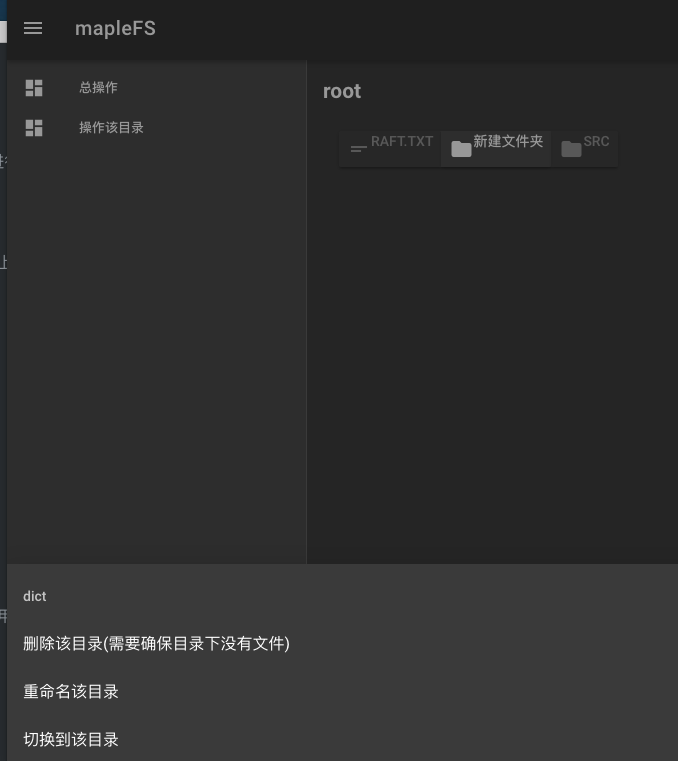 mapleFS
总操作
操作该目录
root
RAFT.TXT
新建文件夹
SRC
dict
删除该目录(需要确保目录下没有文件)
重命名该目录
切换到该目录